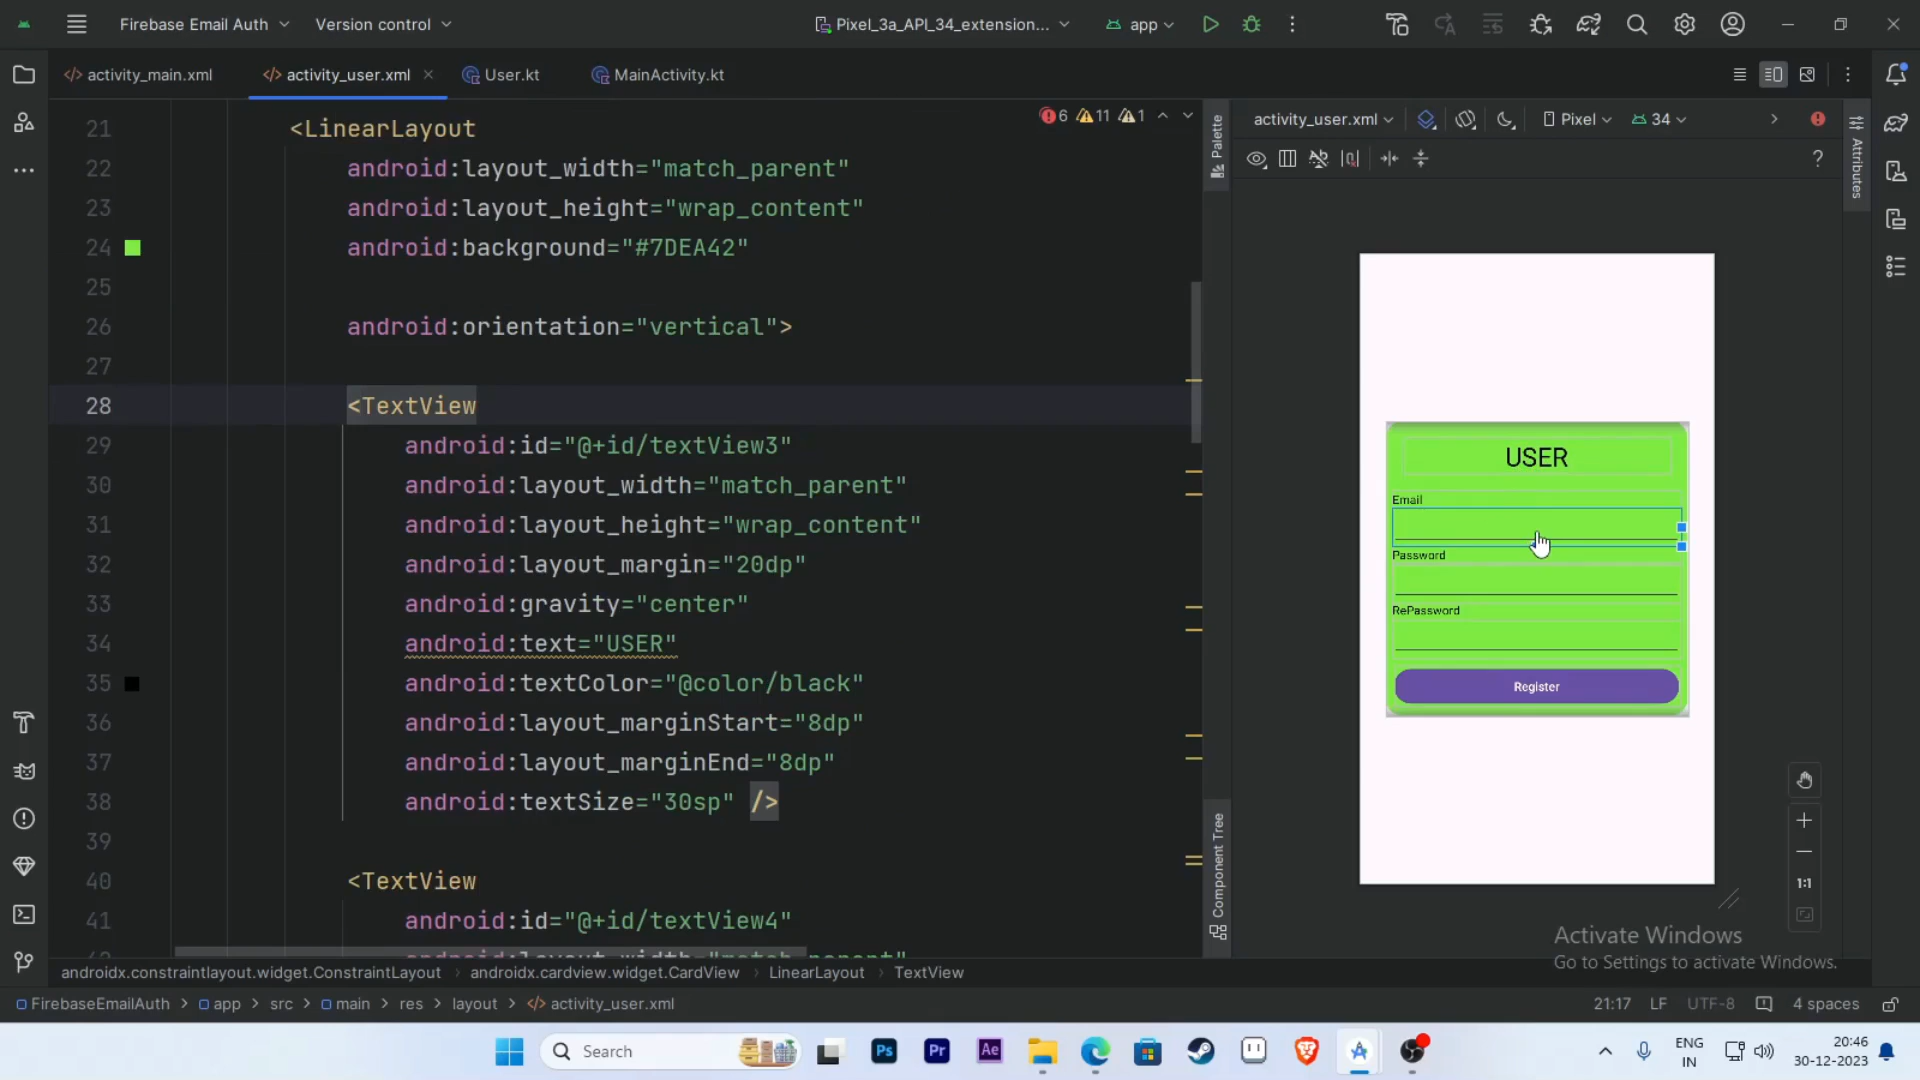 Firebase Email Auth
Version control
Pixel_3a_API_34_extension...
app
activity_main.xml
activity_user.xml
User.kt
MainActivity.kt
6 11 1
activity_user.xml
Pixel
34
Palette
Attributes
Component Tree
21 <LinearLayout
22 android:layout_width="match_parent"
23 android:layout_height="wrap_content"
24 android:background="#7DEA42"
25
26 android:orientation="vertical">
27
28 <TextView
29 android:id="@+id/textView3"
30 android:layout_width="match_parent"
31 android:layout_height="wrap_content"
32 android:layout_margin="20dp"
33 android:gravity="center"
34 android:text="USER"
35 android:textColor="@color/black"
36 android:layout_marginStart="8dp"
37 android:layout_marginEnd="8dp"
38 android:textSize="30sp" />
39
40 <TextView
41 android:id="@+id/textView4"
USER
Email
Password
RePassword
Register
1:1
Activate Windows
Go to Settings to activate Windows.
androidx.constraintlayout.widget.ConstraintLayout
androidx.cardview.widget.CardView
LinearLayout
TextView
FirebaseEmailAuth
app
src
main
res
layout
activity_user.xml
21:17
LF
UTF-8
4 spaces
Search
Ps
Pr
Ae
ENG
IN
20:46
30-12-2023